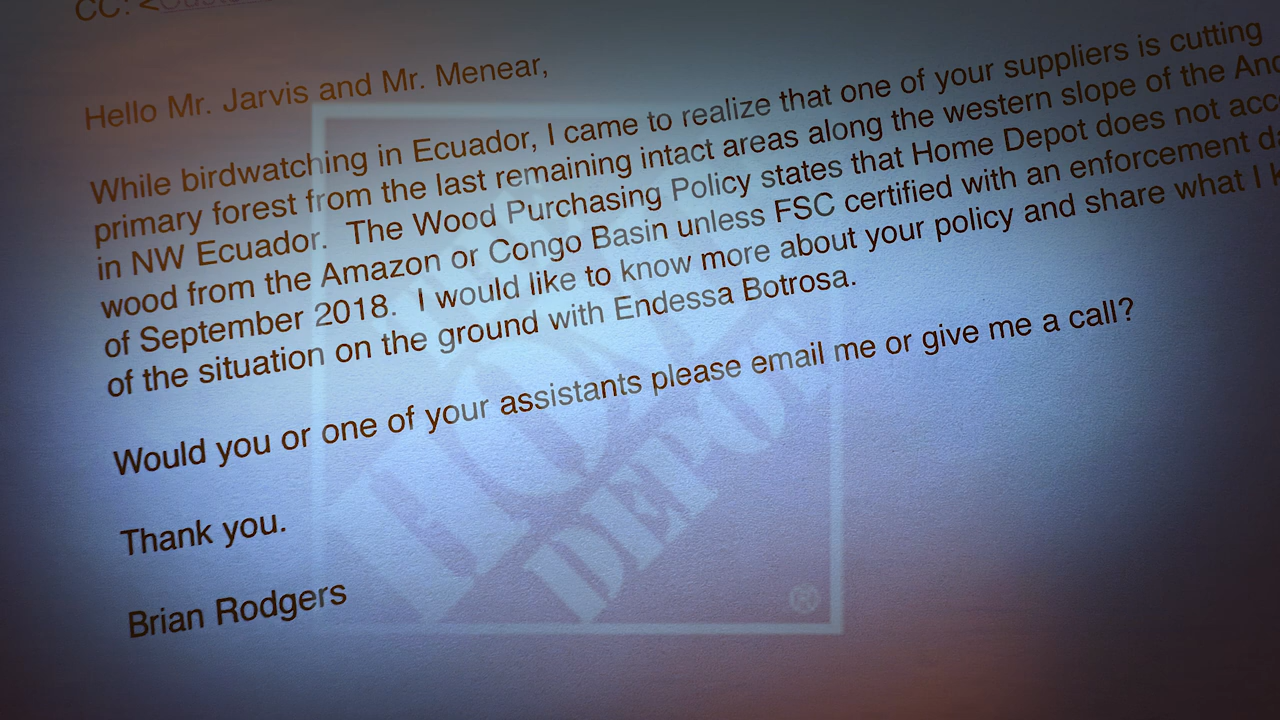 CC: <
Hello Mr. Jarvis and Mr. Menear,
While birdwatching in Ecuador, I came to realize that one of your suppliers is cutting
primary forest from the last remaining intact areas along the western slope of the
in NW Ecuador. The Wood Purchasing Policy states that Home Depot does not
wood from the Amazon or Congo Basin unless FSC certified with an enforcement
of September 2018. I would like to know more about your policy and share what I
of the situation on the ground with Endessa Botrosa.
Would you or one of your assistants please email me or give me a call?
Thank you.
Brian Rodgers
THE
HOME
DEPOT
®